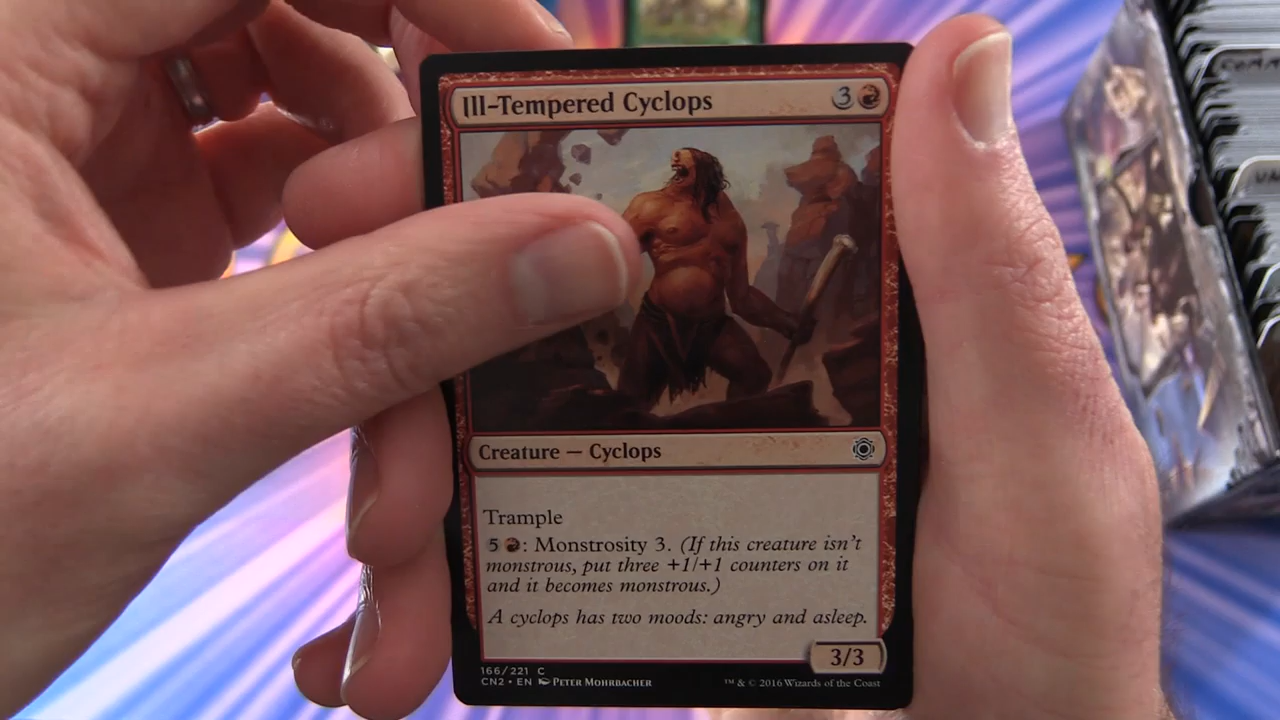 Ill-Tempered Cyclops 3
Creature — Cyclops
Trample
5 : Monstrosity 3. (If this creature isn't
monstrous, put three +1/+1 counters on it
and it becomes monstrous.)
A cyclops has two moods: angry and asleep.
3/3
166/221 C
CN2 • EN Peter Mohrbacher
™ & © 2016 Wizards of the Coast